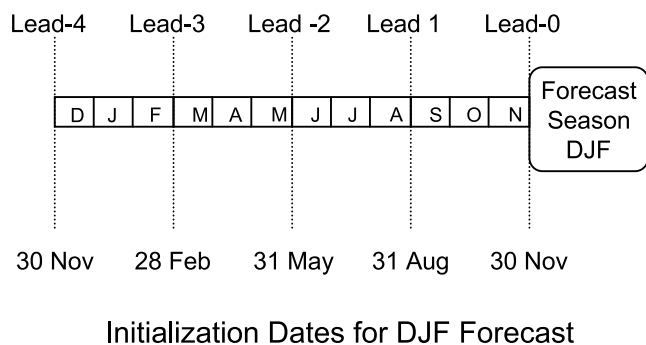 Lead-4 Lead-3 Lead -2 Lead 1 Lead-0
D J F M A M J J A S O N
Forecast
Season
DJF
30 Nov 28 Feb 31 May 31 Aug 30 Nov
Initialization Dates for DJF Forecast